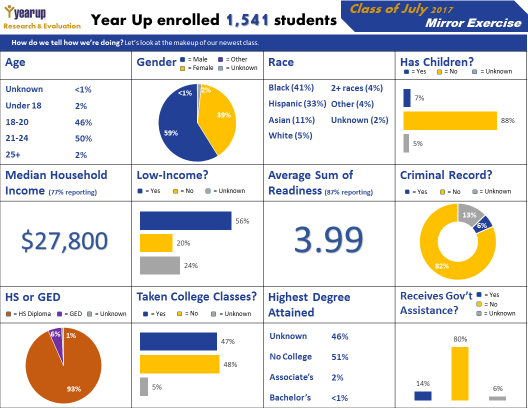 yearup
Research & Evaluation
Year Up enrolled 1,541 students
Class of July 2017
Mirror Exercise
How do we tell how we're doing? Let's look at the makeup of our newest class.
Age
Unknown <1%
Under 18 2%
18-20 46%
21-24 50%
25+ 2%
Gender
= Male = Other
= Female = Unknown
<1% 2%
39%
59%
Race
Black (41%) 2+ races (4%)
Hispanic (33%) Other (4%)
Asian (11%) Unknown (2%)
White (5%)
Has Children?
= Yes = No = Unknown
7%
88%
5%
Median Household
Income (77% reporting)
$27,800
Low-Income?
= Yes = No = Unknown
56%
20%
24%
Average Sum of
Readiness (87% reporting)
3.99
Criminal Record?
= Yes = No = Unknown
13%
6%
82%
HS or GED
= HS Diploma = GED = Unknown
6% 1%
93%
Taken College Classes?
= Yes = No = Unknown
47%
48%
5%
Highest Degree
Attained
Unknown 46%
No College 51%
Associate's 2%
Bachelor's <1%
Receives Gov't
Assistance?
= Yes
= No
= Unknown
80%
14%
6%